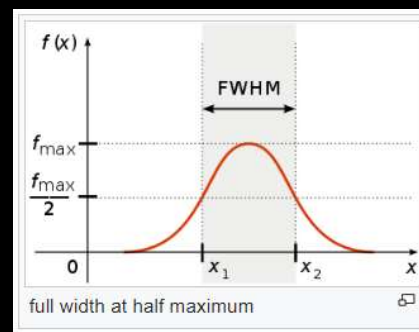 f(x)
FWHM
fmax
fmax
2
0
x1
x2
x
full width at half maximum